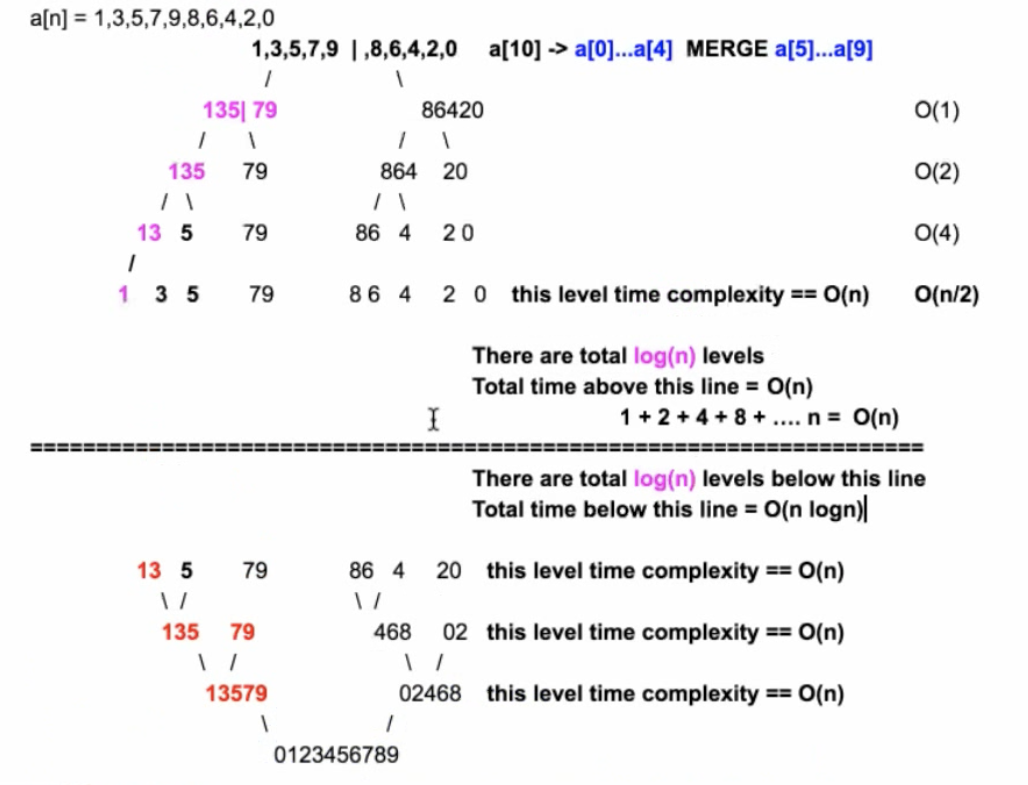 a[n] = 1,3,5,7,9,8,6,4,2,0
1,3,5,7,9 | ,8,6,4,2,0 a[10] -> a[0]...a[4] MERGE a[5]...a[9]
/ \
135| 79 86420 O(1)
/ \ / \
135 79 864 20 O(2)
/ \ / \
13 5 79 86 4 2 0 O(4)
/
1 3 5 79 8 6 4 2 0 this level time complexity == O(n) O(n/2)
There are total log(n) levels
Total time above this line = O(n)
1 + 2 + 4 + 8 + .... n = O(n)
====================================================================
There are total log(n) levels below this line
Total time below this line = O(n logn)
13 5 79 86 4 20 this level time complexity == O(n)
\ / \ /
135 79 468 02 this level time complexity == O(n)
\ / \ /
13579 02468 this level time complexity == O(n)
\ /
0123456789